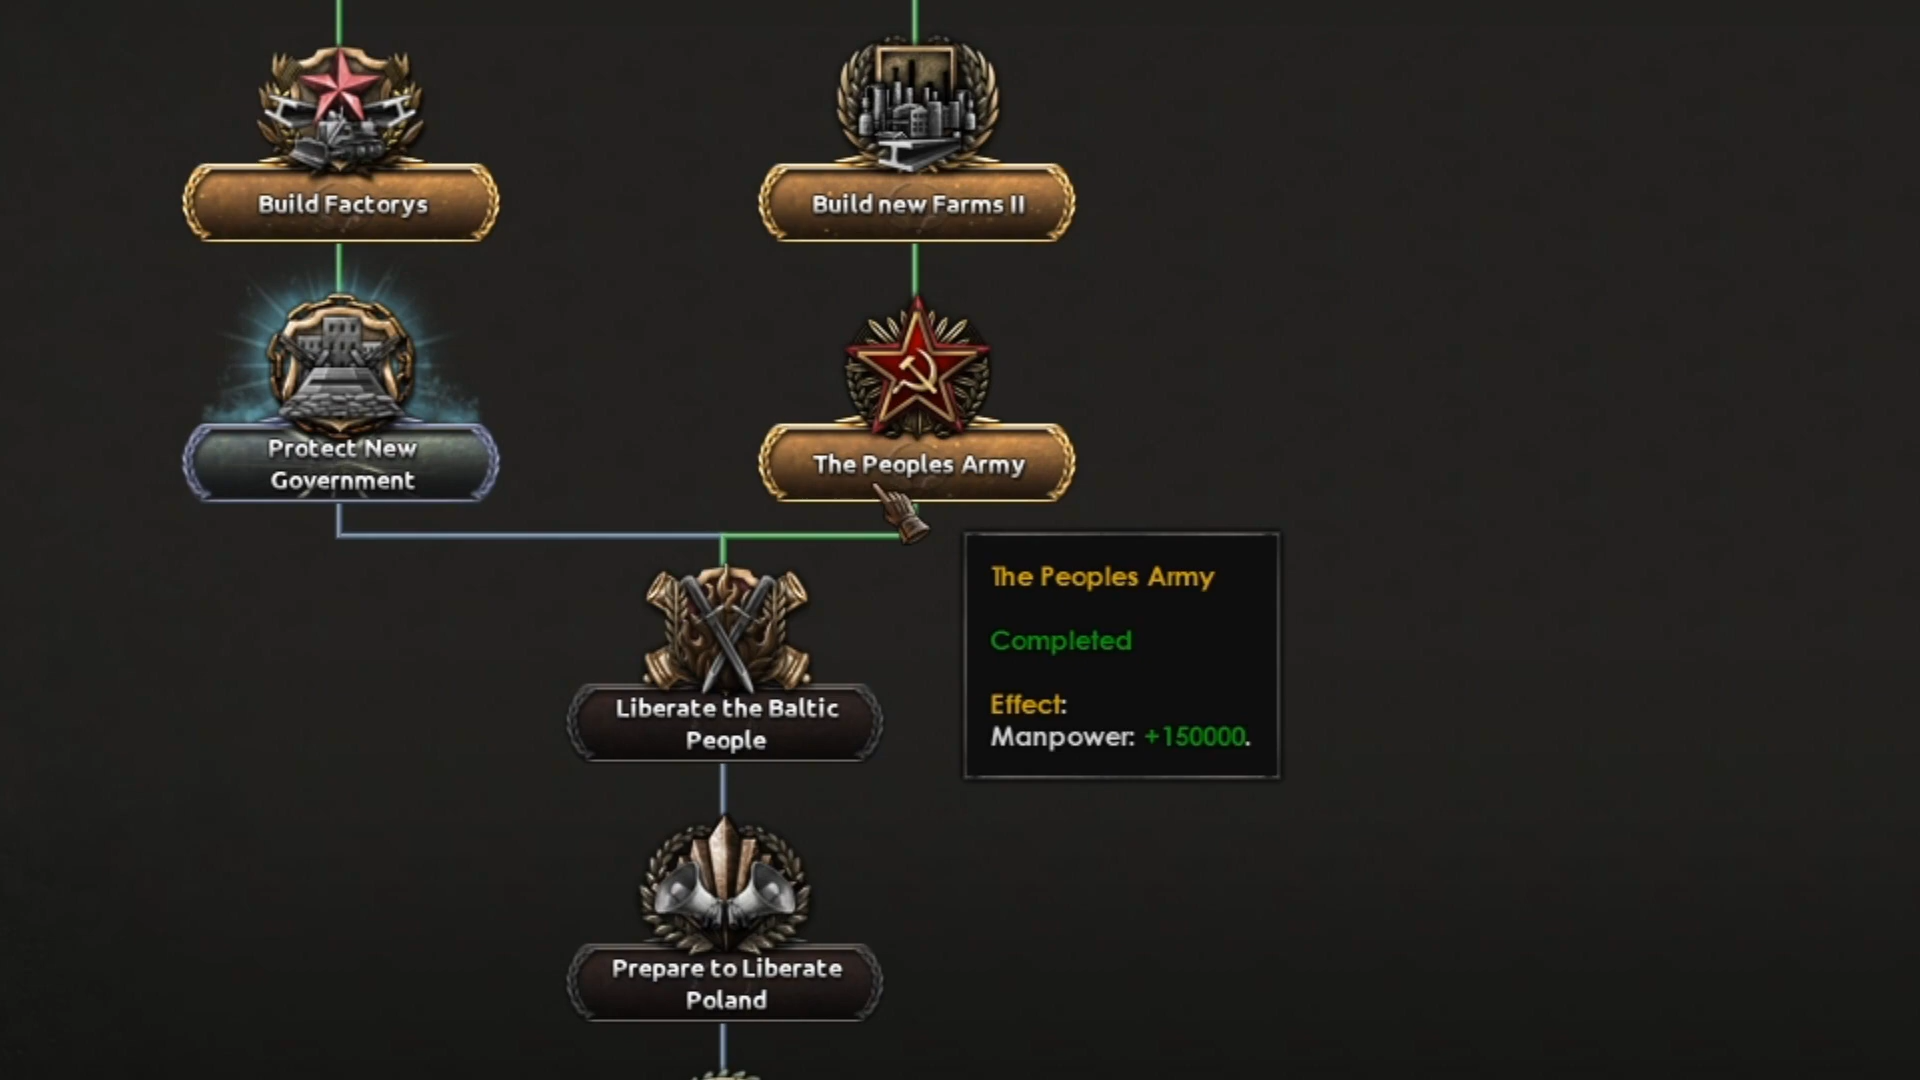 Build Factorys
Build new Farms II
Protect New
Government
The Peoples Army
The Peoples Army
Completed
Effect:
Manpower: +150000.
Liberate the Baltic
People
Prepare to Liberate
Poland